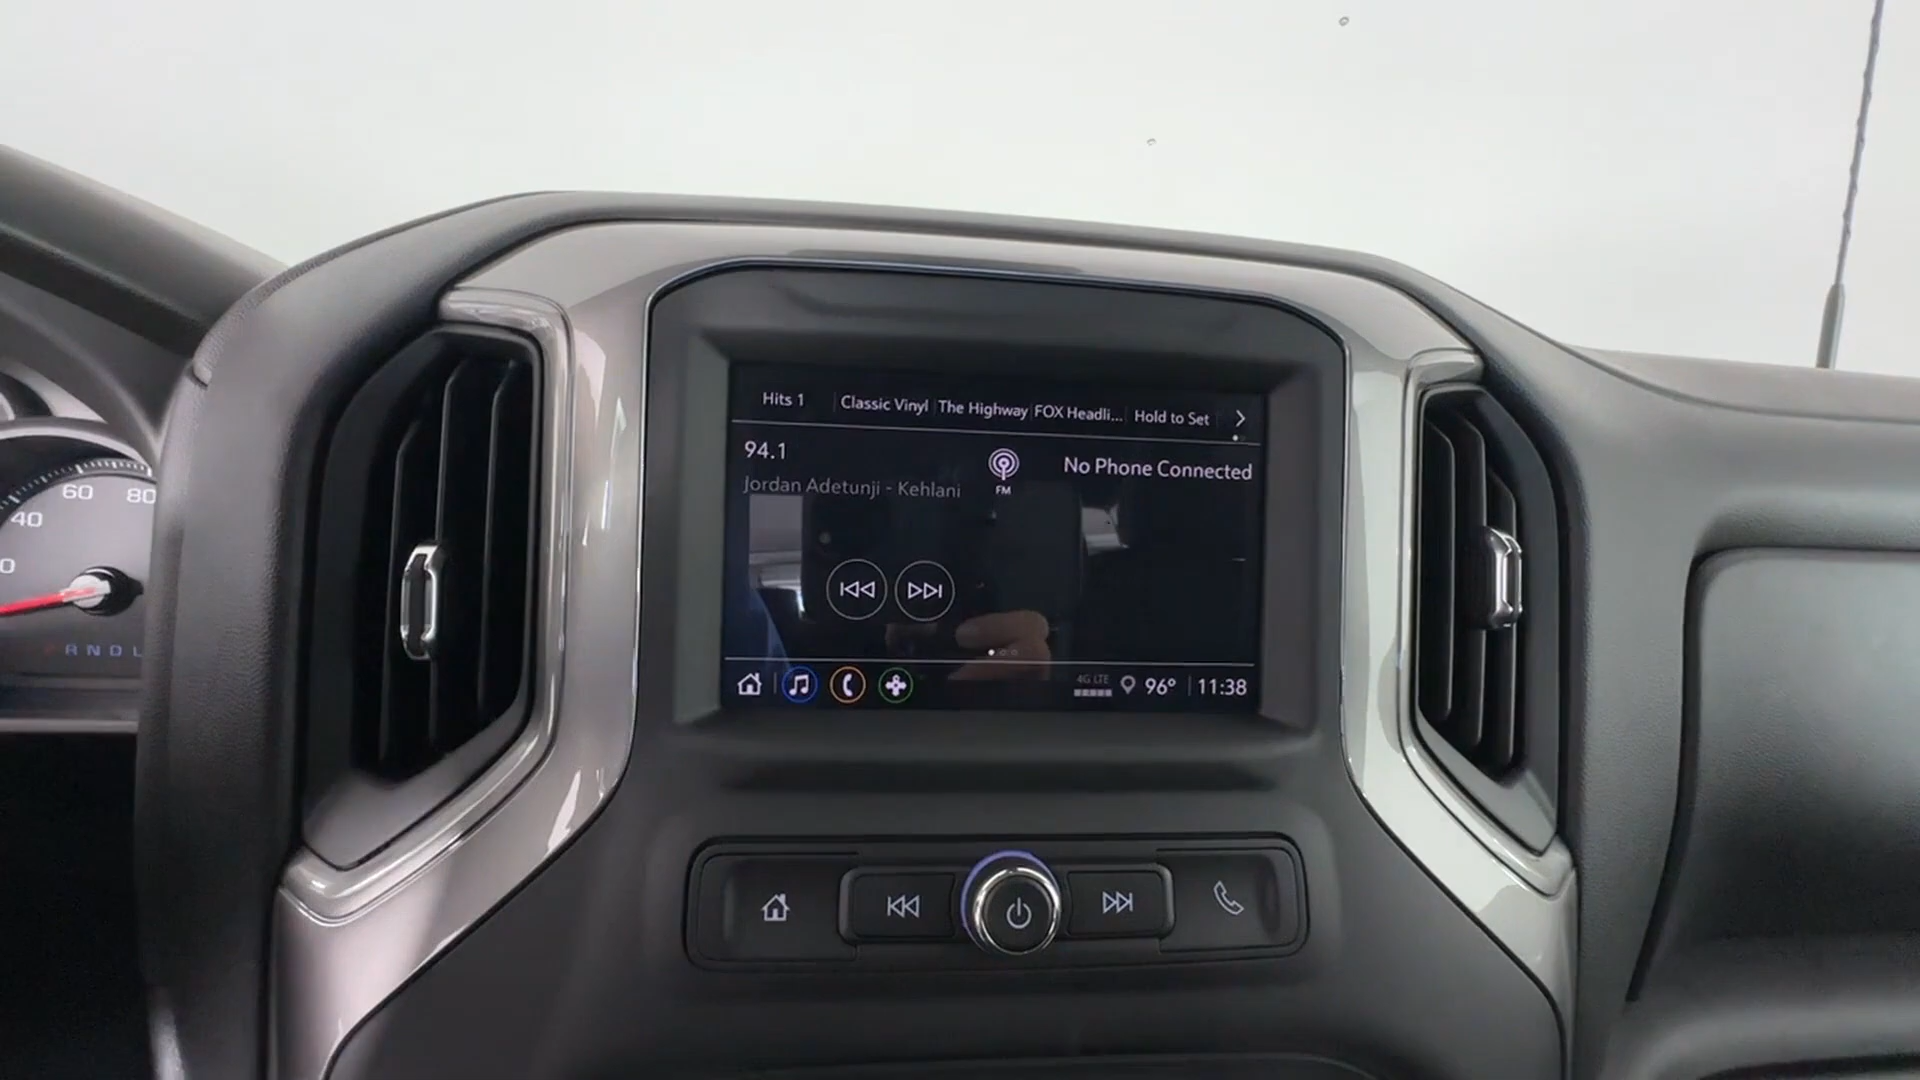 Hits 1 Classic Vinyl The Highway FOX Headli... Hold to Set
94.1
Jordan Adetunji - Kehlani
FM
No Phone Connected
4G LTE 96° 11:38
60 80
40
0
R N D L